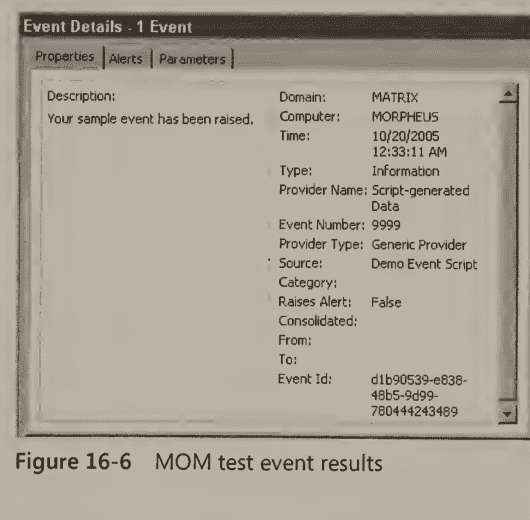 Event Details - 1 Event
Properties Alerts Parameters
Description:
Your sample event has been raised.
Domain: MATRIX
Computer: MORPHEUS
Time: 10/20/2005
12:33:11 AM
Type: Information
Provider Name: Script-generated
Data
Event Number: 9999
Provider Type: Generic Provider
Source: Demo Event Script
Category:
Raises Alert: False
Consolidated:
From:
To:
Event Id: d1b90539-e838-
48b5-9d99-
780444243489
Figure 16-6 MOM test event results